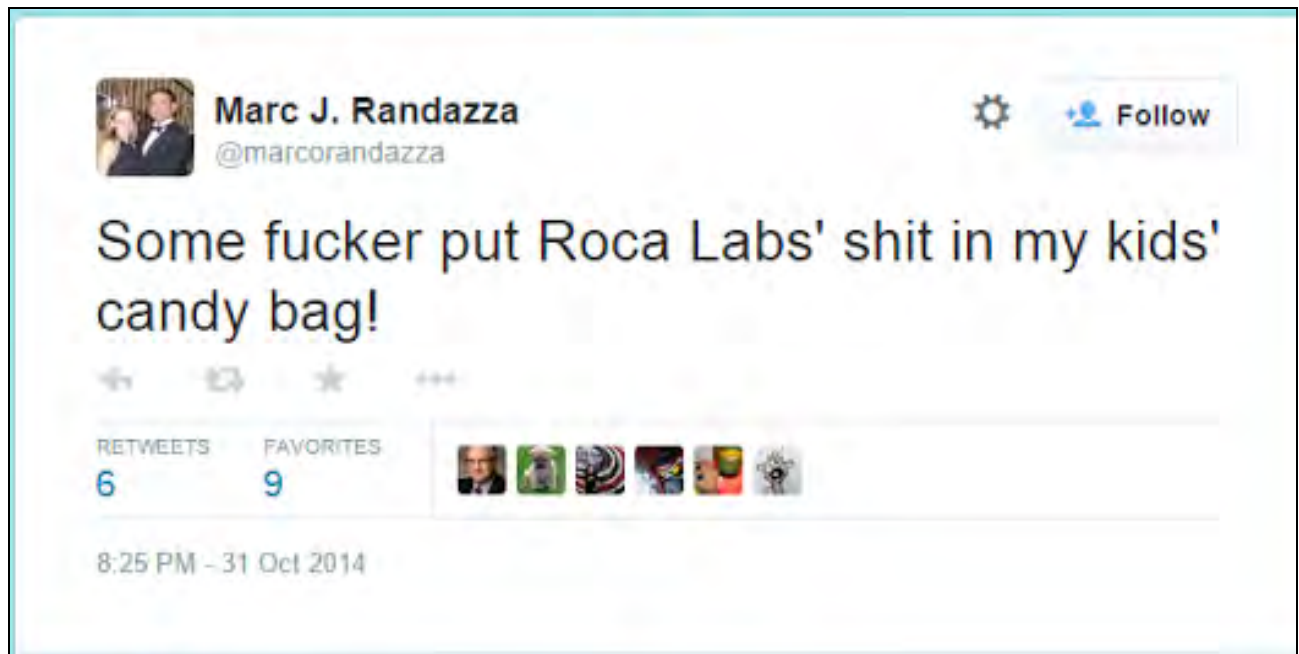 Marc J. Randazza
@marcorandazza
Follow
Some fucker put Roca Labs' shit in my kids'
candy bag!
RETWEETS FAVORITES
6 9
8:25 PM - 31 Oct 2014